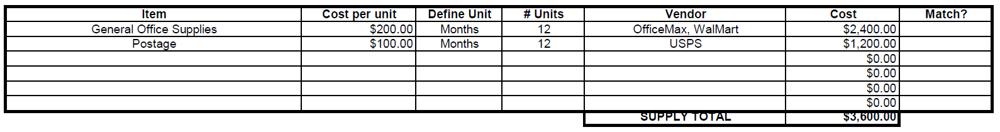 Item Cost per unit Define Unit # Units Vendor Cost Match?
General Office Supplies $200.00 Months 12 OfficeMax, WalMart $2,400.00
Postage $100.00 Months 12 USPS $1,200.00
$0.00
$0.00
$0.00
$0.00
SUPPLY TOTAL $3,600.00